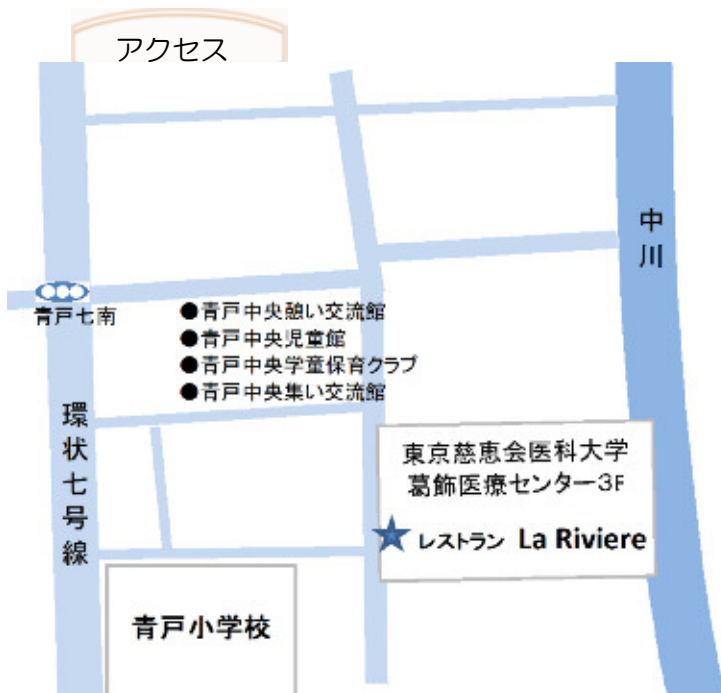 アクセス
中川
青戸七南
●青戸中央憩い交流館
●青戸中央児童館
●青戸中央学童保育クラブ
●青戸中央集い交流館
環状七号線
東京慈恵会医科大学
葛飾医療センター3F
レストラン La Riviere
青戸小学校